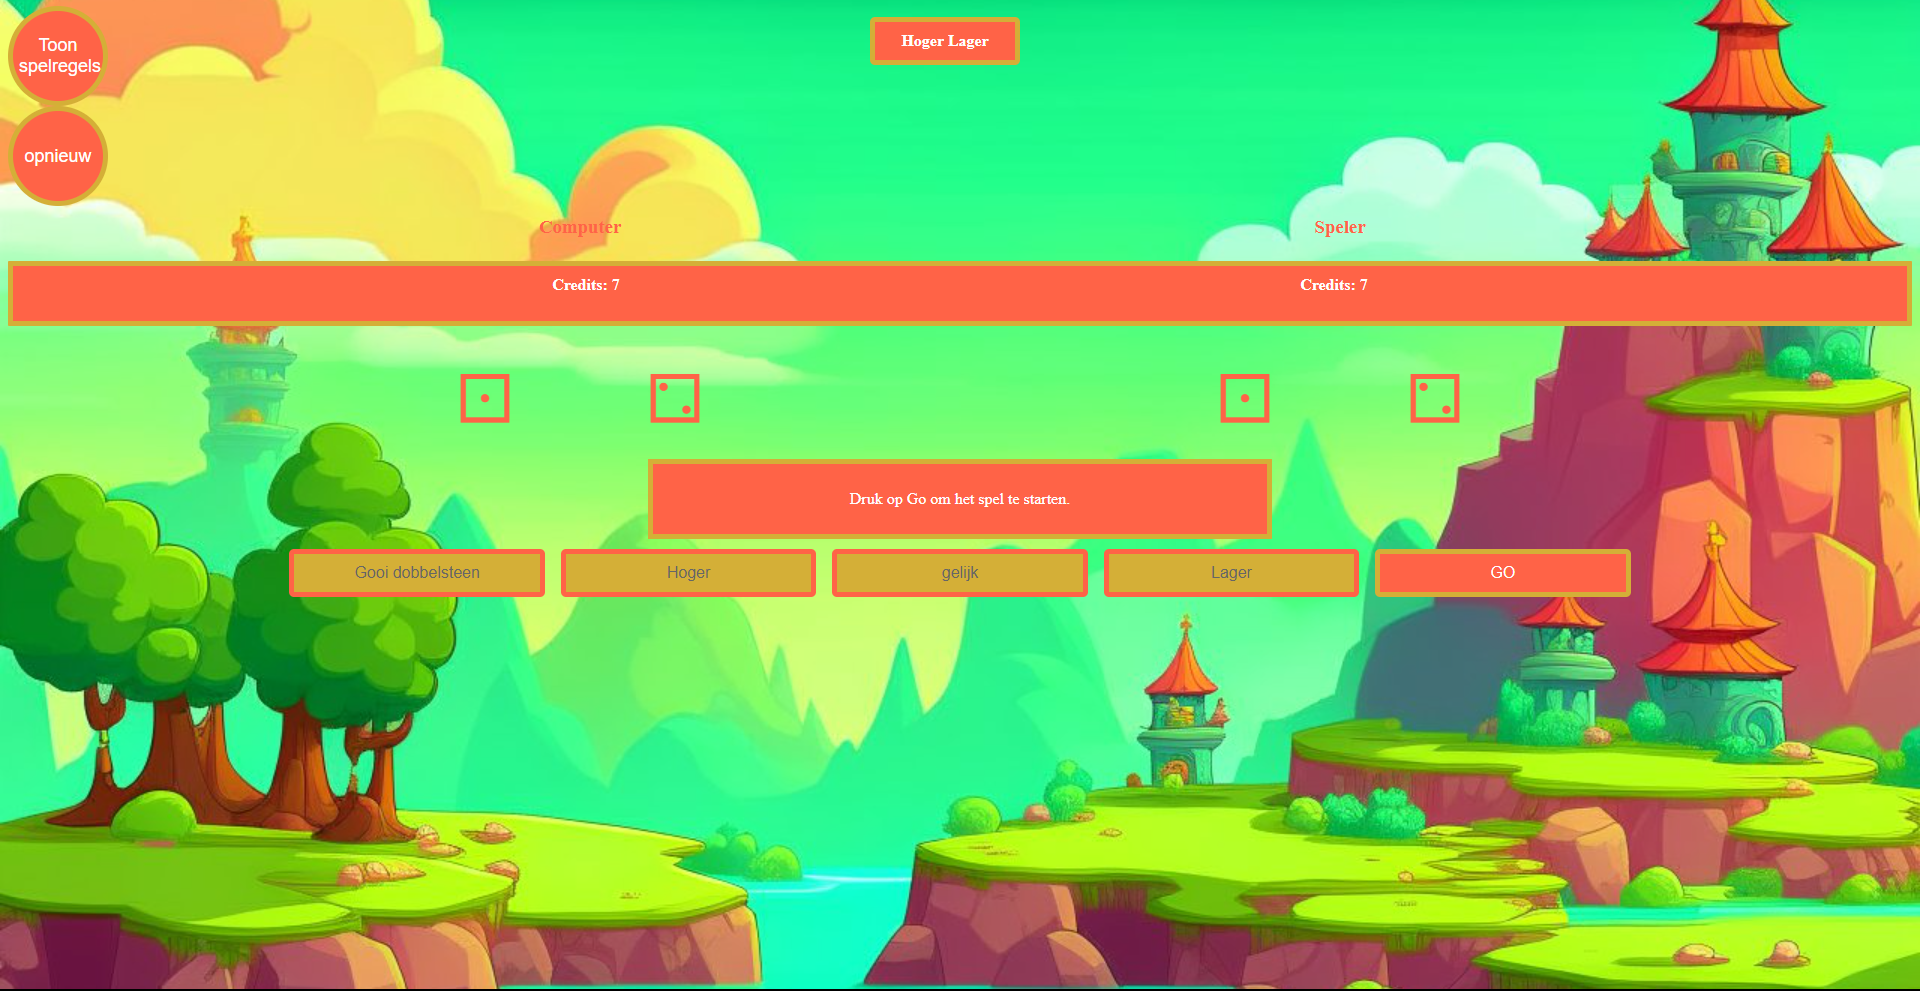 Toon
spelregels
Hoger Lager
opnieuw
Computer
Speler
Credits: 7
Credits: 7
Druk op Go om het spel te starten.
Gooi dobbelsteen
Hoger
gelijk
Lager
GO